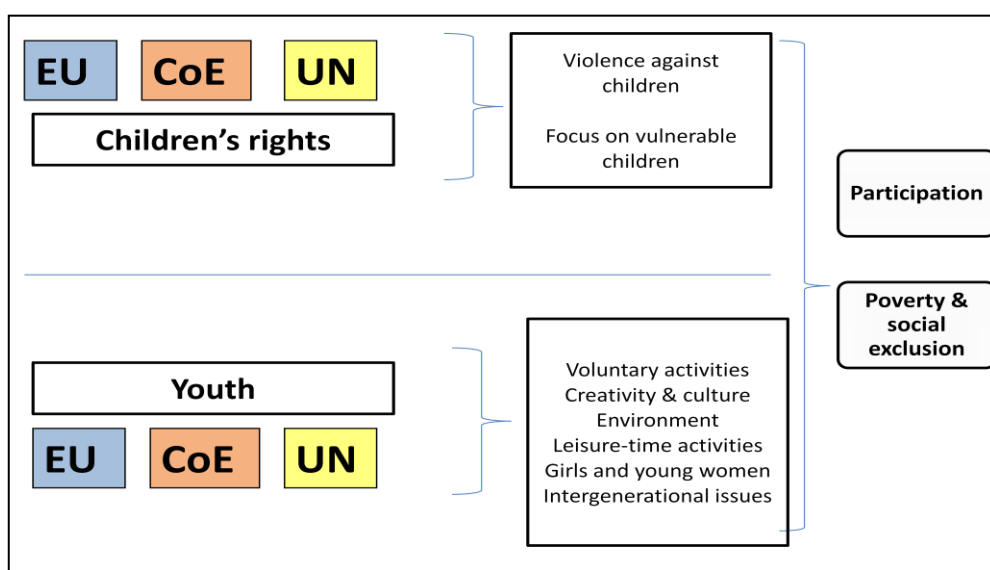 EU CoE UN
Children’s rights
Violence against
children
Focus on vulnerable
children
Participation
Poverty &
social
exclusion
Youth
EU CoE UN
Voluntary activities
Creativity & culture
Environment
Leisure-time activities
Girls and young women
Intergenerational issues